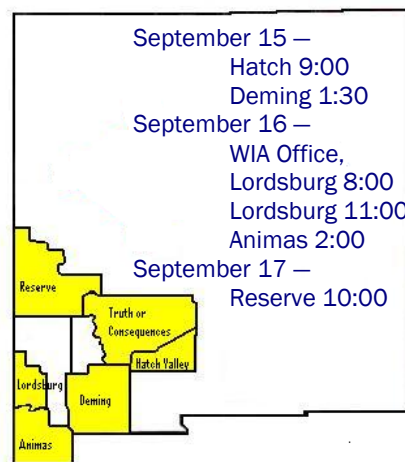 September 15 —
Hatch 9:00
Deming 1:30
September 16 —
WIA Office,
Lordsburg 8:00
Lordsburg 11:00
Animas 2:00
September 17 —
Reserve 10:00
Reserve
Truth or
Consequences
Hatch Valley
Lordsburg
Deming
Animas